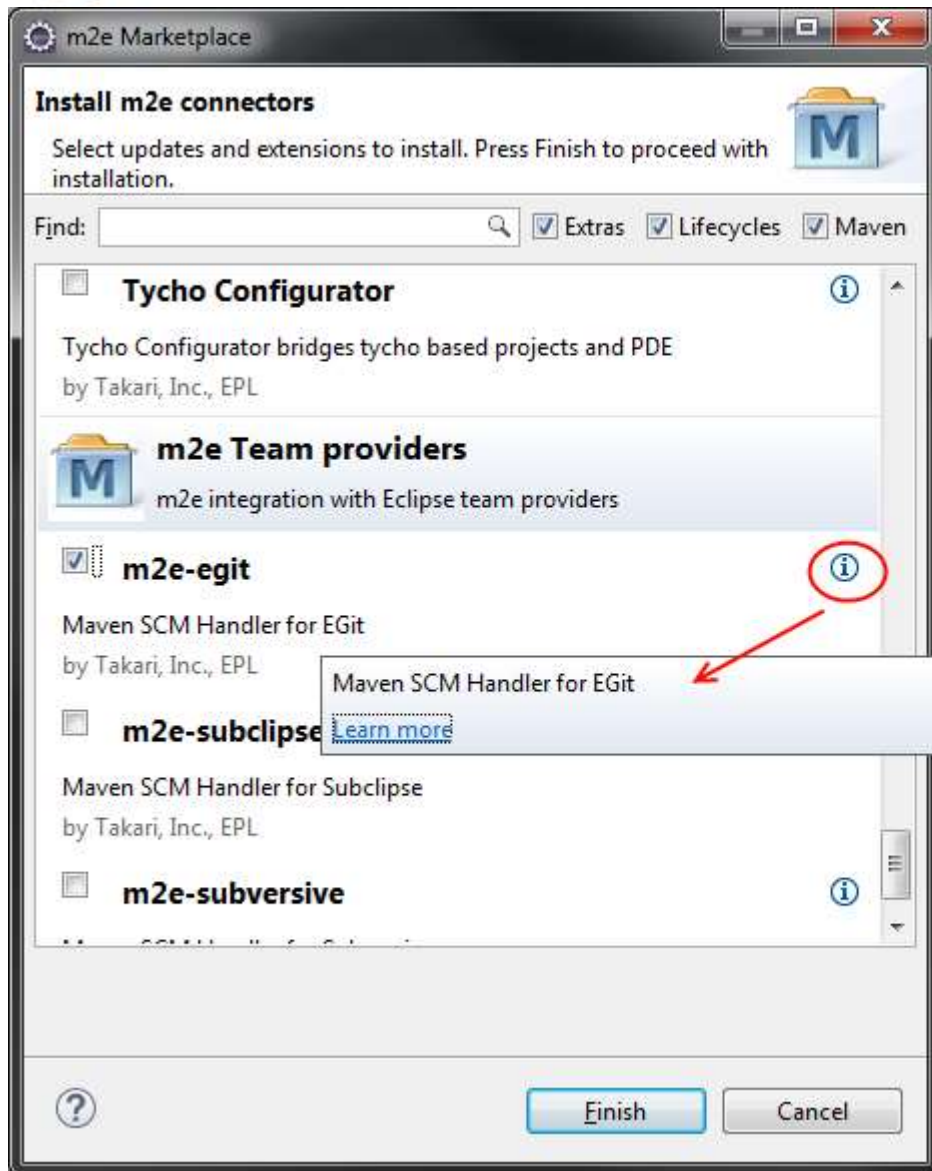 m2e Marketplace
Install m2e connectors
Select updates and extensions to install. Press Finish to proceed with
installation.
Find:
Extras
Lifecycles
Maven
Tycho Configurator
Tycho Configurator bridges tycho based projects and PDE
by Takari, Inc., EPL
M
m2e Team providers
m2e integration with Eclipse team providers
m2e-egit
Maven SCM Handler for EGit
by Takari, Inc., EPL
Maven SCM Handler for EGit
Learn more
m2e-subclipse
Maven SCM Handler for Subclipse
by Takari, Inc., EPL
m2e-subversive
Finish
Cancel